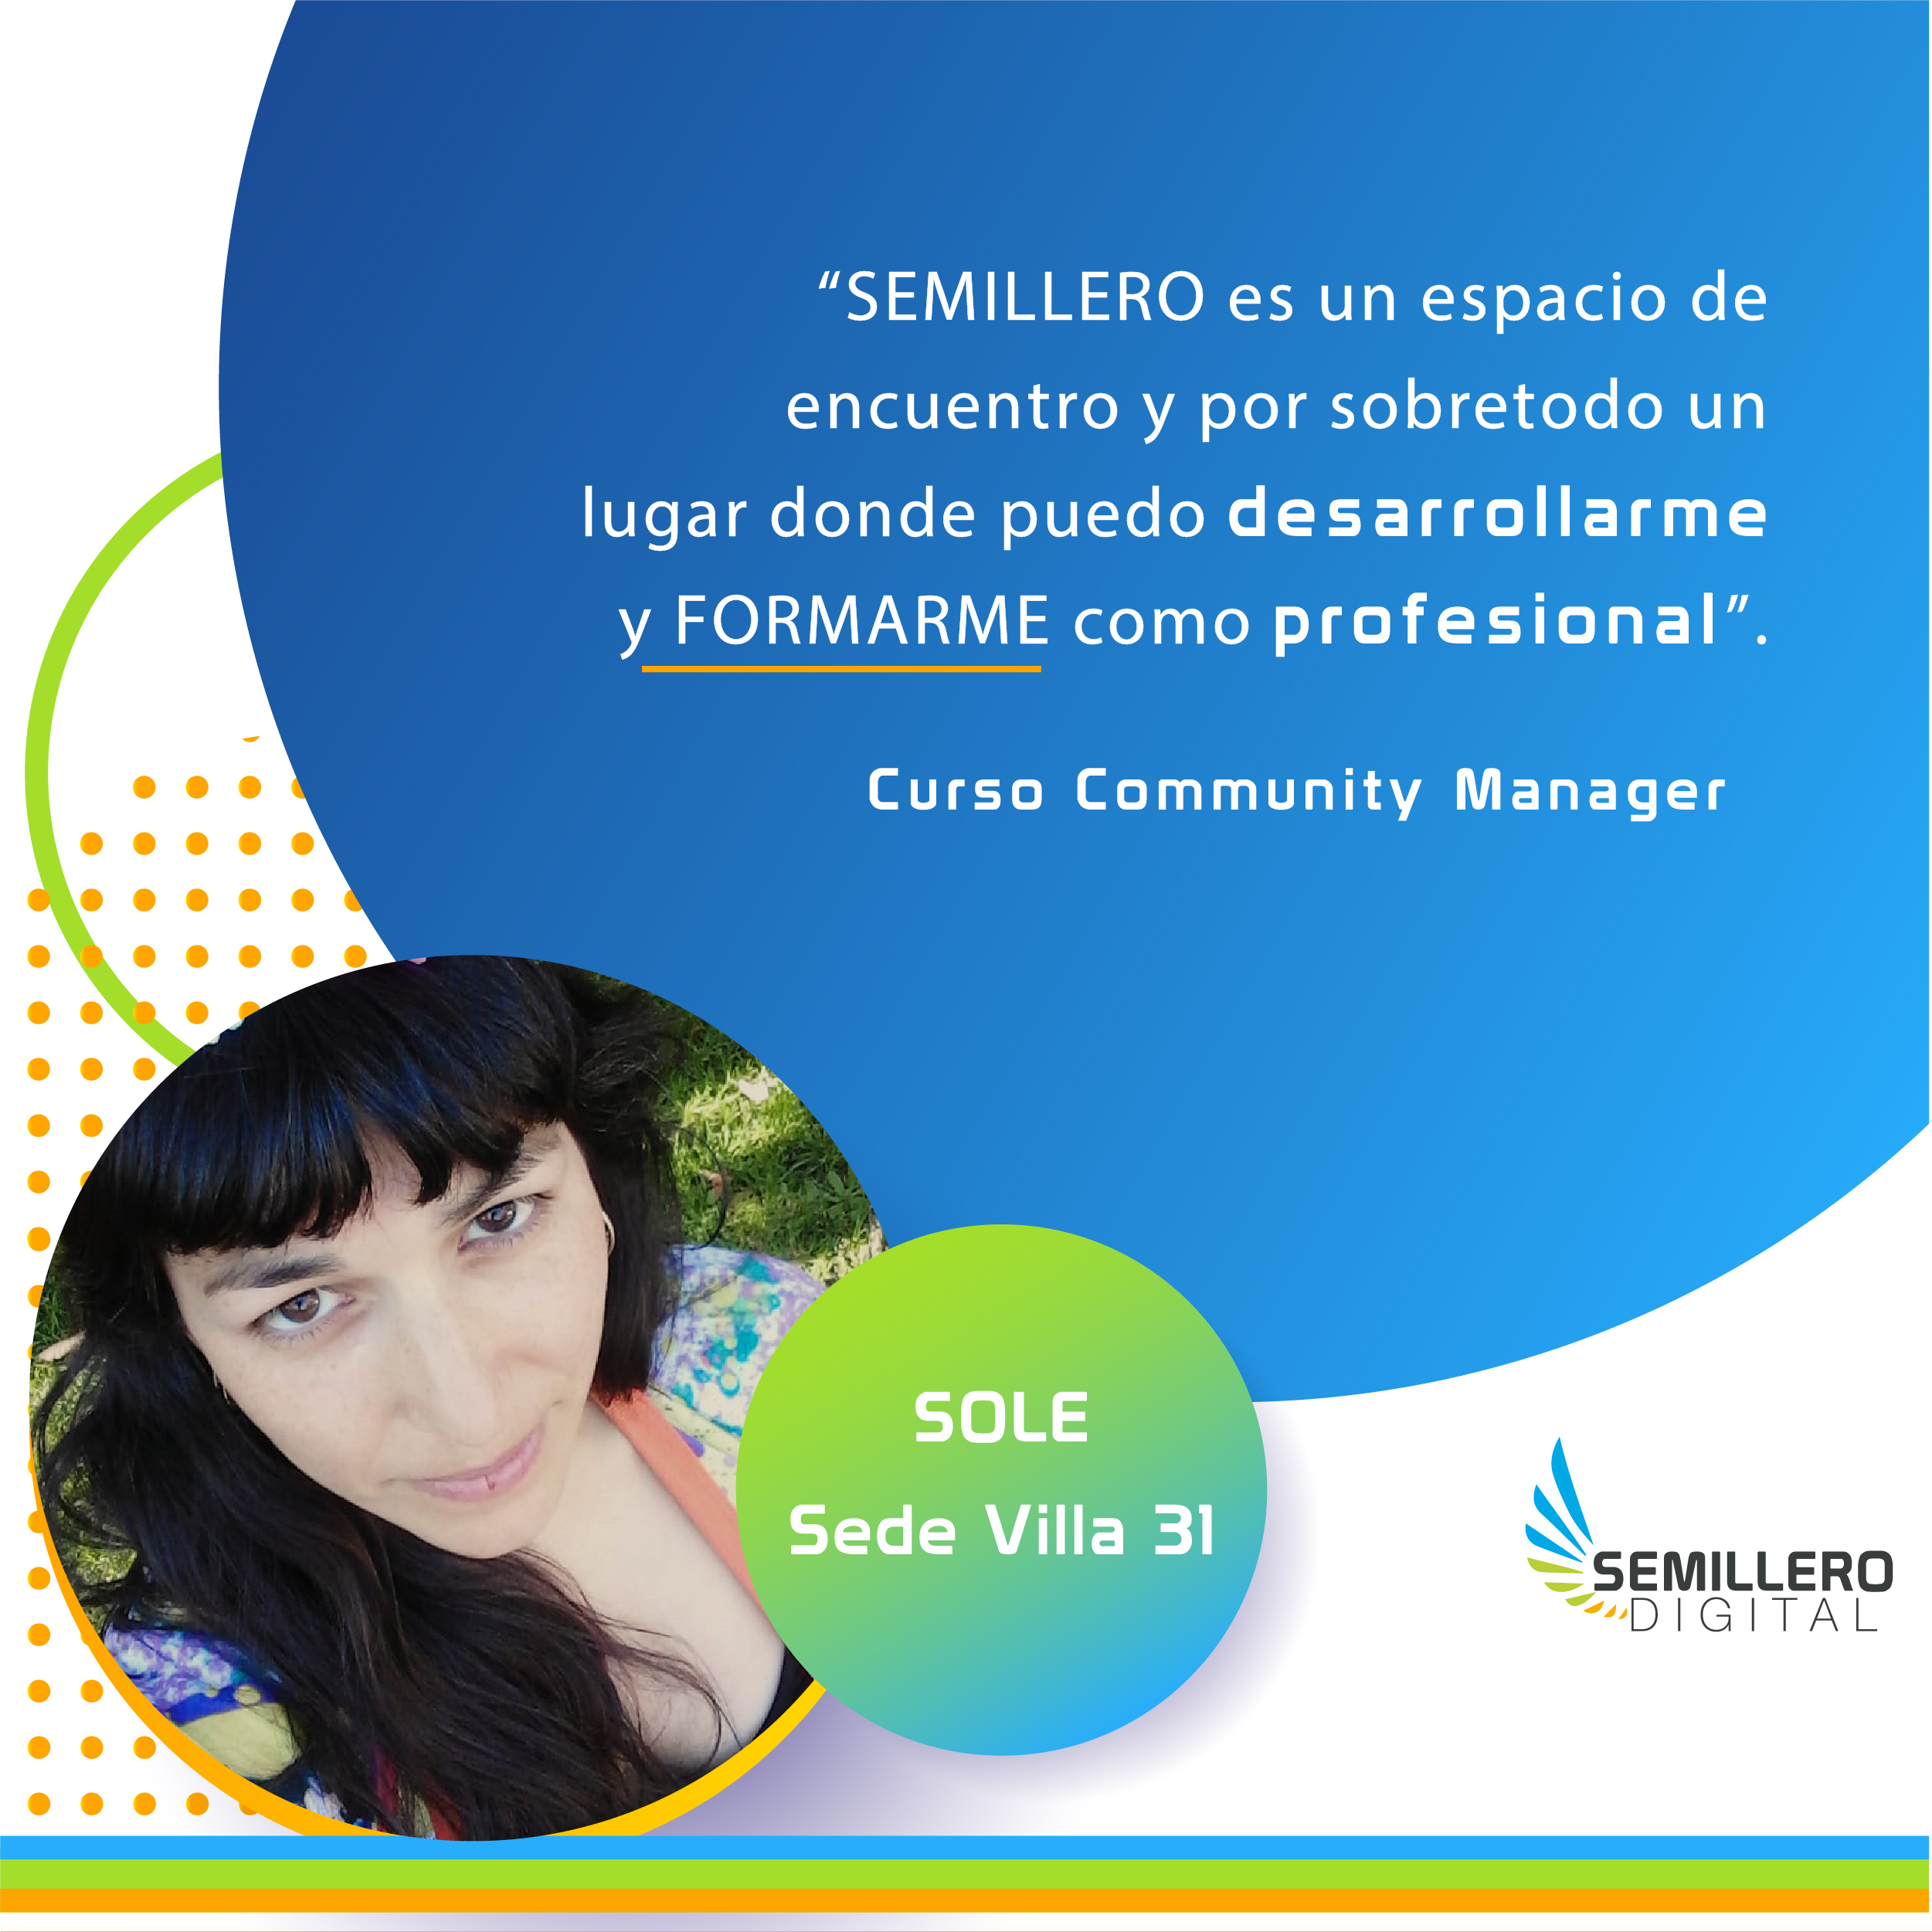 “SEMILLERO es un espacio de
encuentro y por sobretodo un
lugar donde puedo desarrollarme
y FORMARME como profesional”.
Curso Community Manager
SOLE
Sede Villa 31
SEMILLERO
DIGITAL